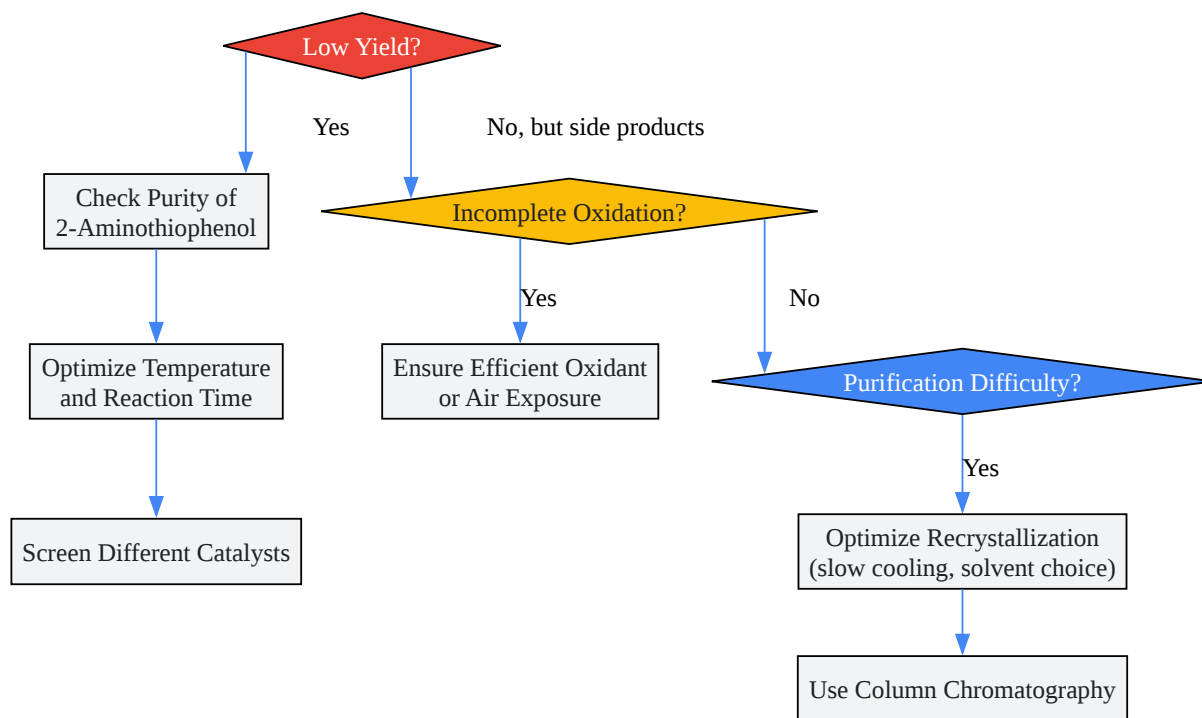 Low Yield?
Yes
No, but side products
Check Purity of
2-Aminothiophenol
Incomplete Oxidation?
Yes
No
Optimize Temperature
and Reaction Time
Ensure Efficient Oxidant
or Air Exposure
Purification Difficulty?
Yes
Screen Different Catalysts
Optimize Recrystallization
(slow cooling, solvent choice)
Use Column Chromatography